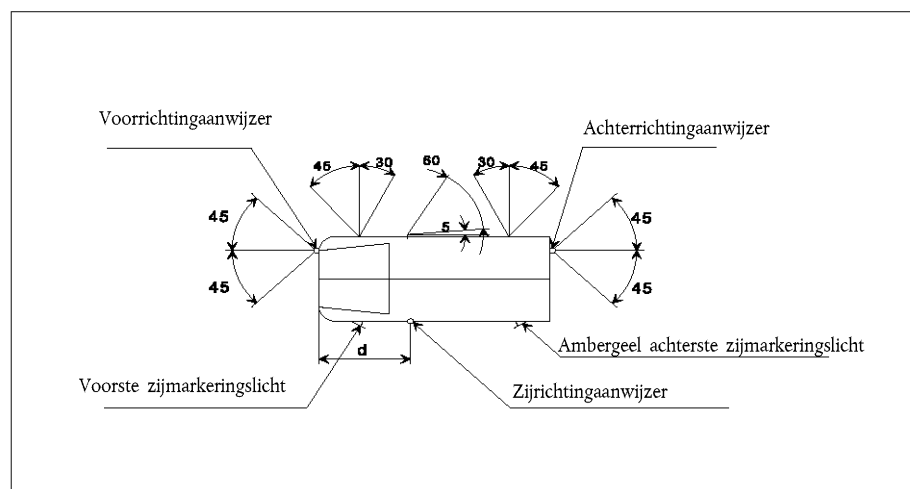 Voorrichtingaanwijzer
Achterrichtingaanwijzer
45 30 60 30 45
45 5 45
45 45
d
Ambergeel achterste zijmarkeringslicht
Voorste zijmarkeringslicht
Zijrichtingaanwijzer